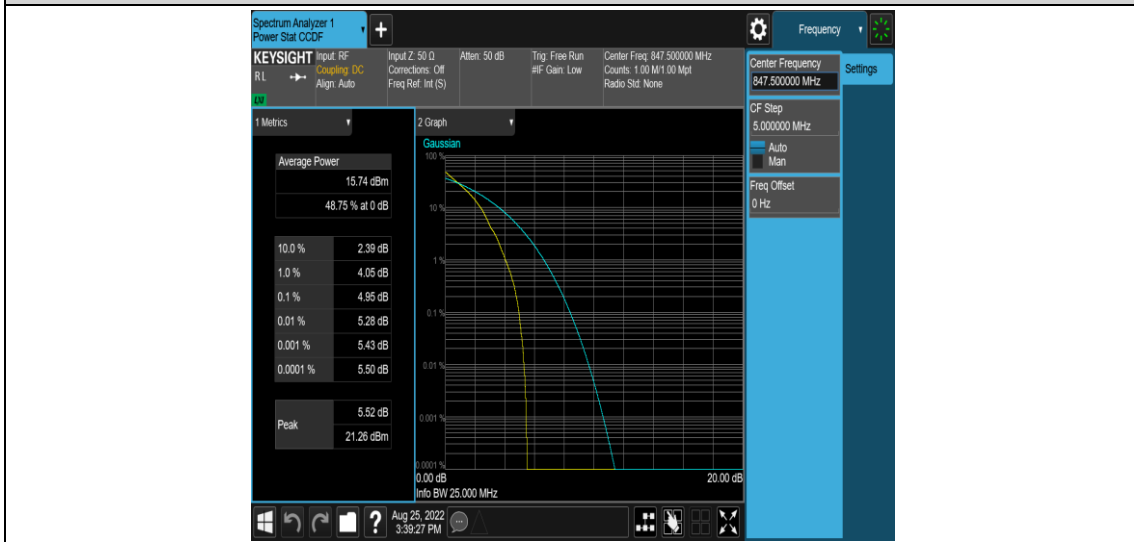 Spectrum Analyzer 1
Power Stat CCDF
Frequency
KEYSIGHT
RL
Input: RF
Coupling: DC
Align: Auto
Input Z: 50 Ω
Corrections: Off
Freq Ref: Int (S)
Atten: 50 dB
Trig: Free Run
#IF Gain: Low
Center Freq: 847.500000 MHz
Counts: 1.00 M/1.00 Mpt
Radio Std: None
Center Frequency
847.500000 MHz
Settings
CF Step
5.000000 MHz
Auto
Man
Freq Offset
0 Hz
1 Metrics
Average Power
15.74 dBm
48.75 % at 0 dB
10.0 % 2.39 dB
1.0 % 4.05 dB
0.1 % 4.95 dB
0.01 % 5.28 dB
0.001 % 5.43 dB
0.0001 % 5.50 dB
Peak
5.52 dB
21.26 dBm
2 Graph
Gaussian
100 %
10 %
1 %
0.1 %
0.01 %
0.001 %
0.0001 %
0.00 dB 20.00 dB
Info BW 25.000 MHz
Aug 25, 2022
3:39:27 PM